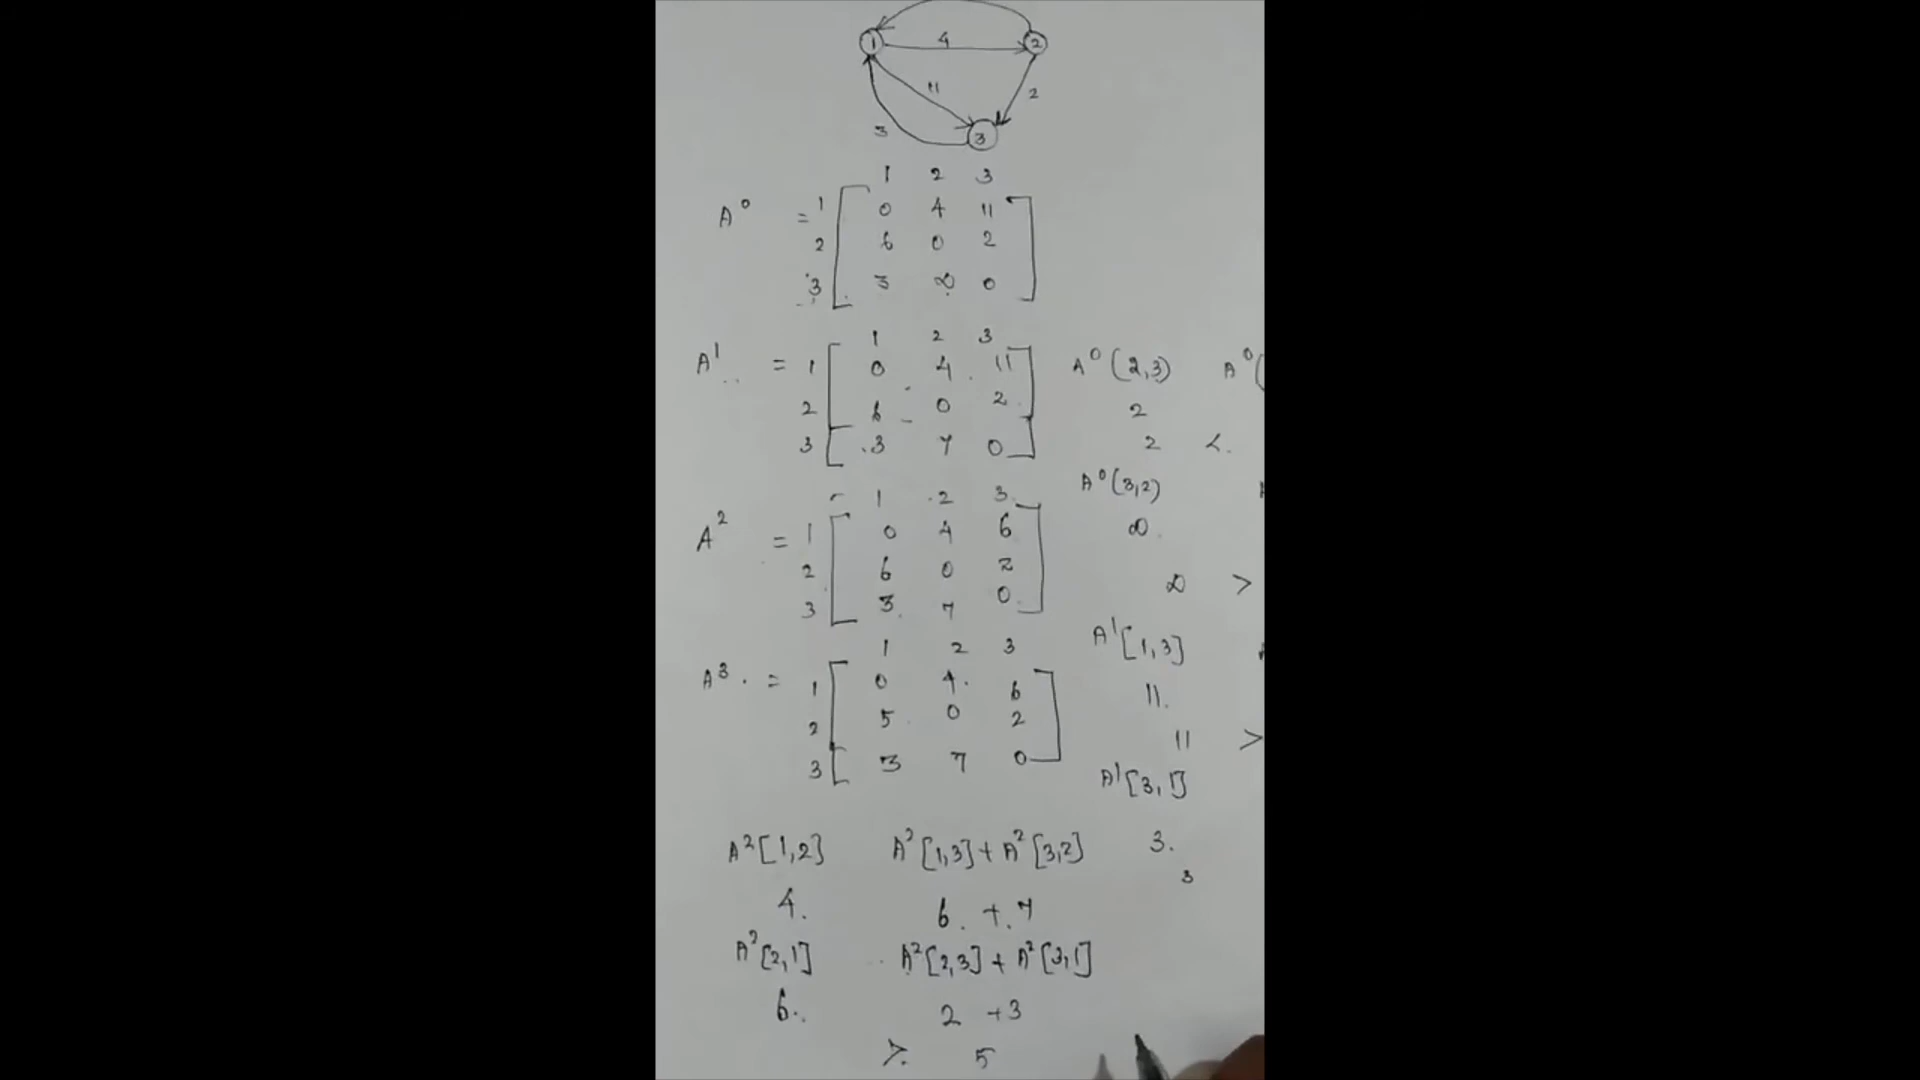 1 4 2
11 2
3 3
1 2 3
A⁰ = 1 0 4 11
2 6 0 2
3 3 ∞ 0
1 2 3
A¹ = 1 0 4 11 A⁰(2,3) A⁰(
2 6 0 2 2
3 3 7 0 2 <
A⁰(3,2)
1 2 3
A² = 1 0 4 6 ∞
2 6 0 2
3 3 7 0 ∞ >
1 2 3 A¹[1,3]
A³ = 1 0 4 6 11
2 5 0 2 11 >
3 3 7 0 A¹[3,1]
A²[1,2] A²[1,3] + A²[3,2] 3
3
4 6 + 7
A²[2,1] A²[2,3] + A²[3,1]
6 2 + 3
> 5